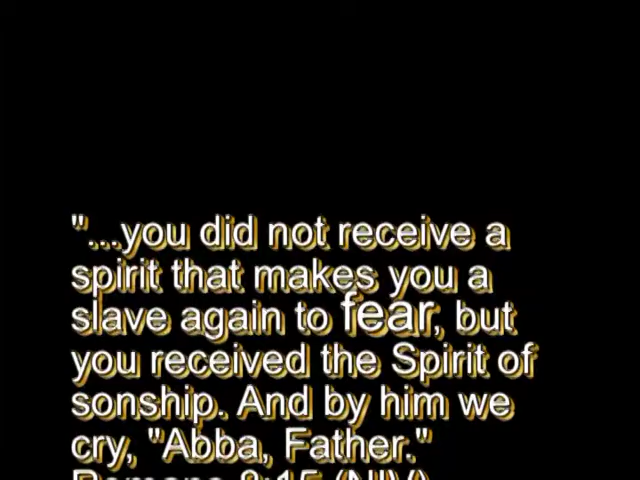 "...you did not receive a
spirit that makes you a
slave again to fear, but
you received the Spirit of
sonship. And by him we
cry, "Abba, Father."
Romans 8:15 (NIV)